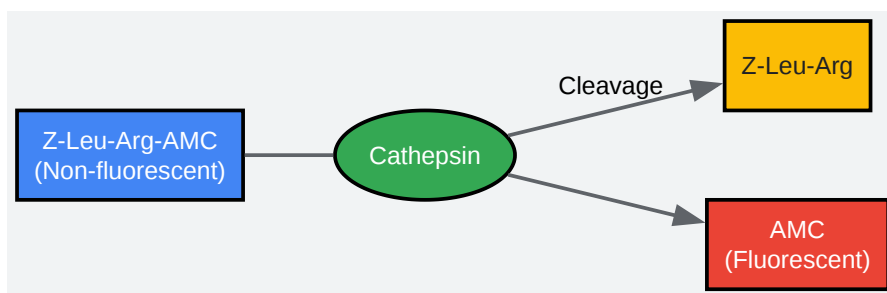 Z-Leu-Arg-AMC
(Non-fluorescent)
Cathepsin
Cleavage
Z-Leu-Arg
AMC
(Fluorescent)